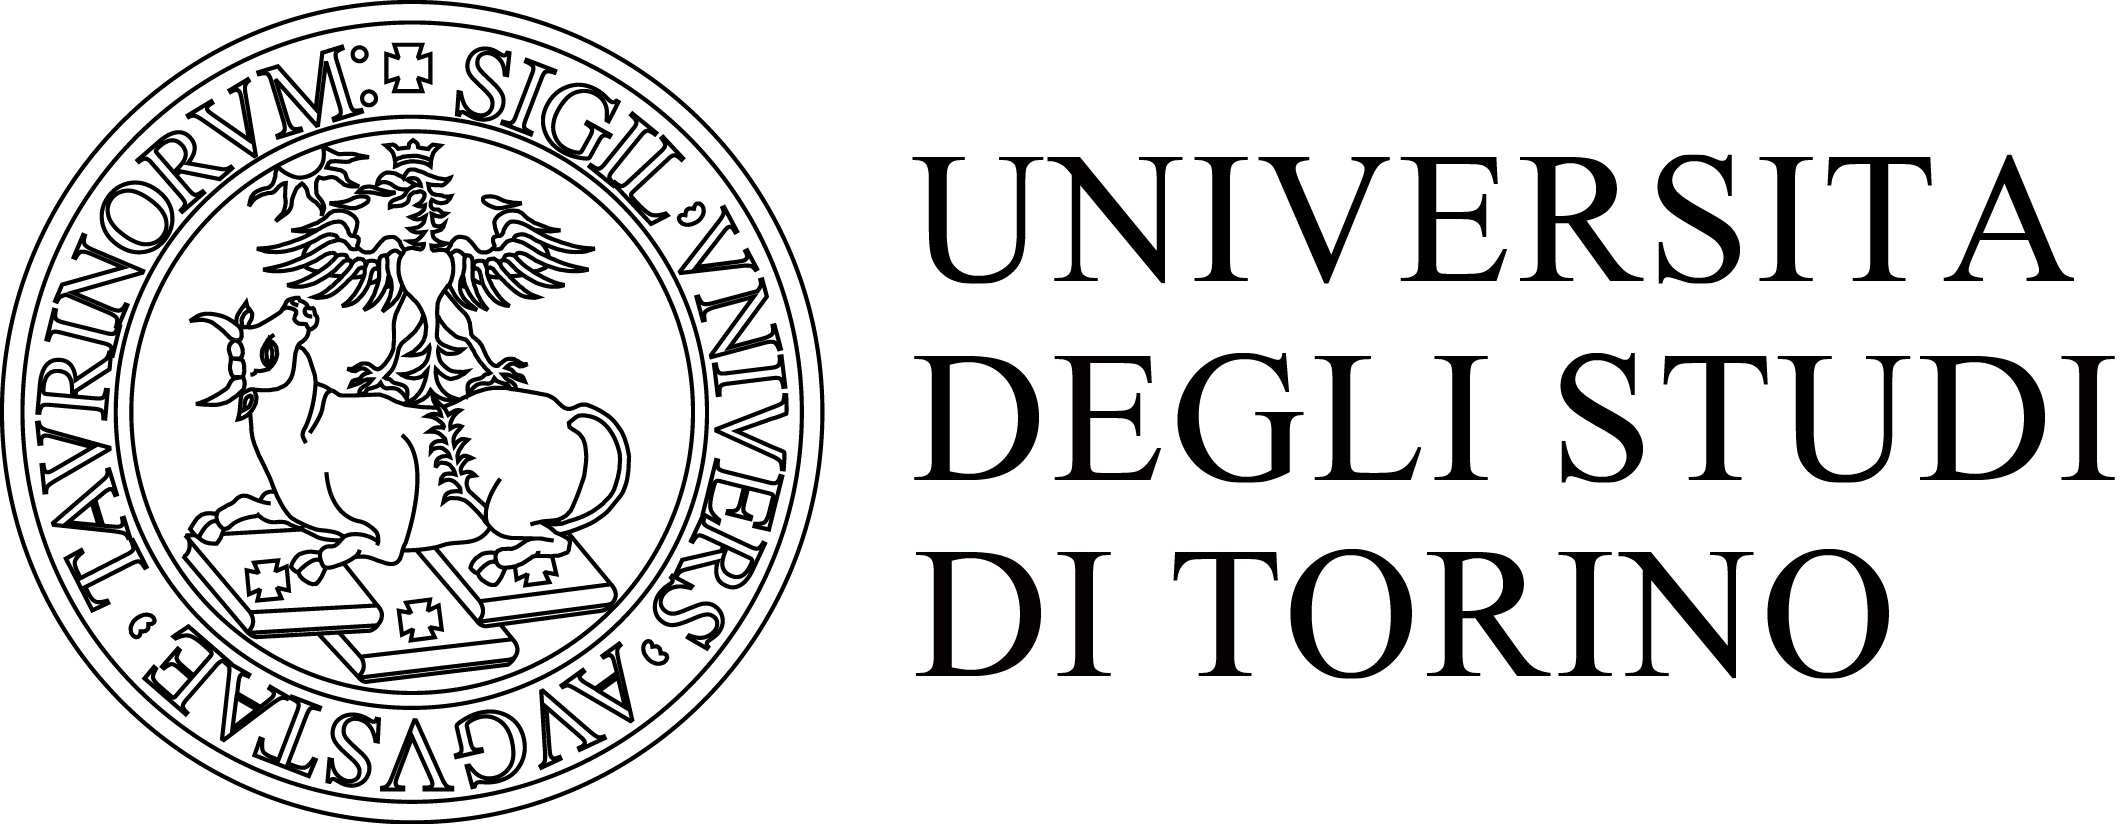 SIGIL VNIVERS AVGVSTAE TAVRINORVM:
UNIVERSITA
DEGLI STUDI
DI TORINO